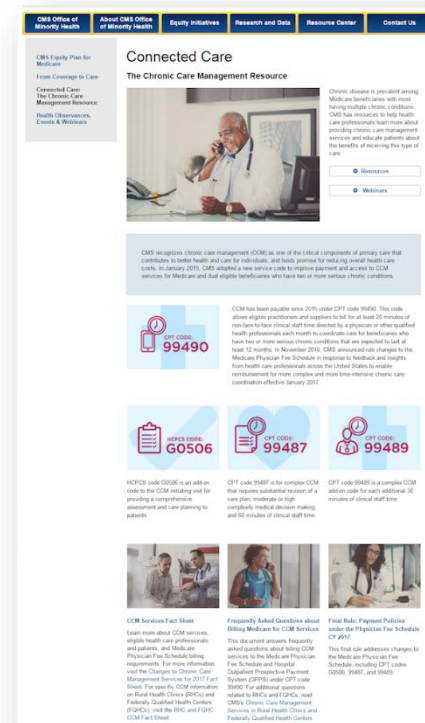 CMS Office of
Minority Health
About CMS Office
of Minority Health
Equity Initiatives
Research and Data
Resource Center
Contact Us
CMS Equity Plan for
Medicare
From Coverage to Care
Connected Care:
The Chronic Care
Management Resource
Health Observances,
Events & Webinars
Connected Care
The Chronic Care Management Resource
Chronic disease is prevalent among
Medicare beneficiaries with most
having multiple chronic conditions.
CMS has resources to help health
care professionals learn more about
providing chronic care management
services and educate patients about
the benefits of receiving this type of
care.
Resources
Webinars
CMS recognizes chronic care management (CCM) as one of the critical components of primary care that
contributes to better health and care for individuals, and holds promise for reducing overall health care
costs. In January 2015, CMS adopted a new service code to improve payment and access to CCM
services for Medicare and dual eligible beneficiaries who have two or more serious chronic conditions.
CPT CODE:
99490
CCM has been payable since 2015 under CPT code 99490. This code
allows eligible practitioners and suppliers to bill for at least 20 minutes of
non-face-to-face clinical staff time directed by a physician or other qualified
health professionals each month to coordinate care for beneficiaries who
have two or more serious chronic conditions that are expected to last at
least 12 months. In November 2016, CMS announced rule changes to the
Medicare Physician Fee Schedule in response to feedback and insights
from health care professionals across the United States to enable
reimbursement for more complex and more time-intensive chronic care
coordination effective January 2017.
HCPCS CODE:
G0506
CPT CODE:
99487
CPT CODE:
99489
HCPCS code G0506 is an add-on
code to the CCM initiating visit for
providing a comprehensive
assessment and care planning to
patients.
CPT code 99487 is for complex CCM
that requires substantial revision of a
care plan, moderate or high
complexity medical decision making,
and 60 minutes of clinical staff time.
CPT code 99489 is a complex CCM
add-on code for each additional 30
minutes of clinical staff time.
CCM Services Fact Sheet
Learn more about CCM services,
eligible health care professionals
and patients, and Medicare
Physician Fee Schedule billing
requirements. For more information
visit the Changes to Chronic Care
Management Services for 2017 Fact
Sheet. For specific CCM information
on Rural Health Clinics (RHCs) and
Federally Qualified Health Centers
(FQHCs), visit the RHC and FQHC
CCM Fact Sheet.
Frequently Asked Questions about
Billing Medicare for CCM Services
This document answers frequently
asked questions about billing CCM
services to the Medicare Physician
Fee Schedule and Hospital
Outpatient Prospective Payment
System (OPPS) under CPT code
99490. For additional questions
related to RHCs and FQHCs, read
CMS's Chronic Care Management
Services in Rural Health Clinics and
Federally Qualified Health Centers
Final Rule: Payment Policies
under the Physician Fee Schedule
CY 2017
This final rule addresses changes to
the Medicare Physician Fee
Schedule, including CPT codes
G0506, 99487, and 99489.